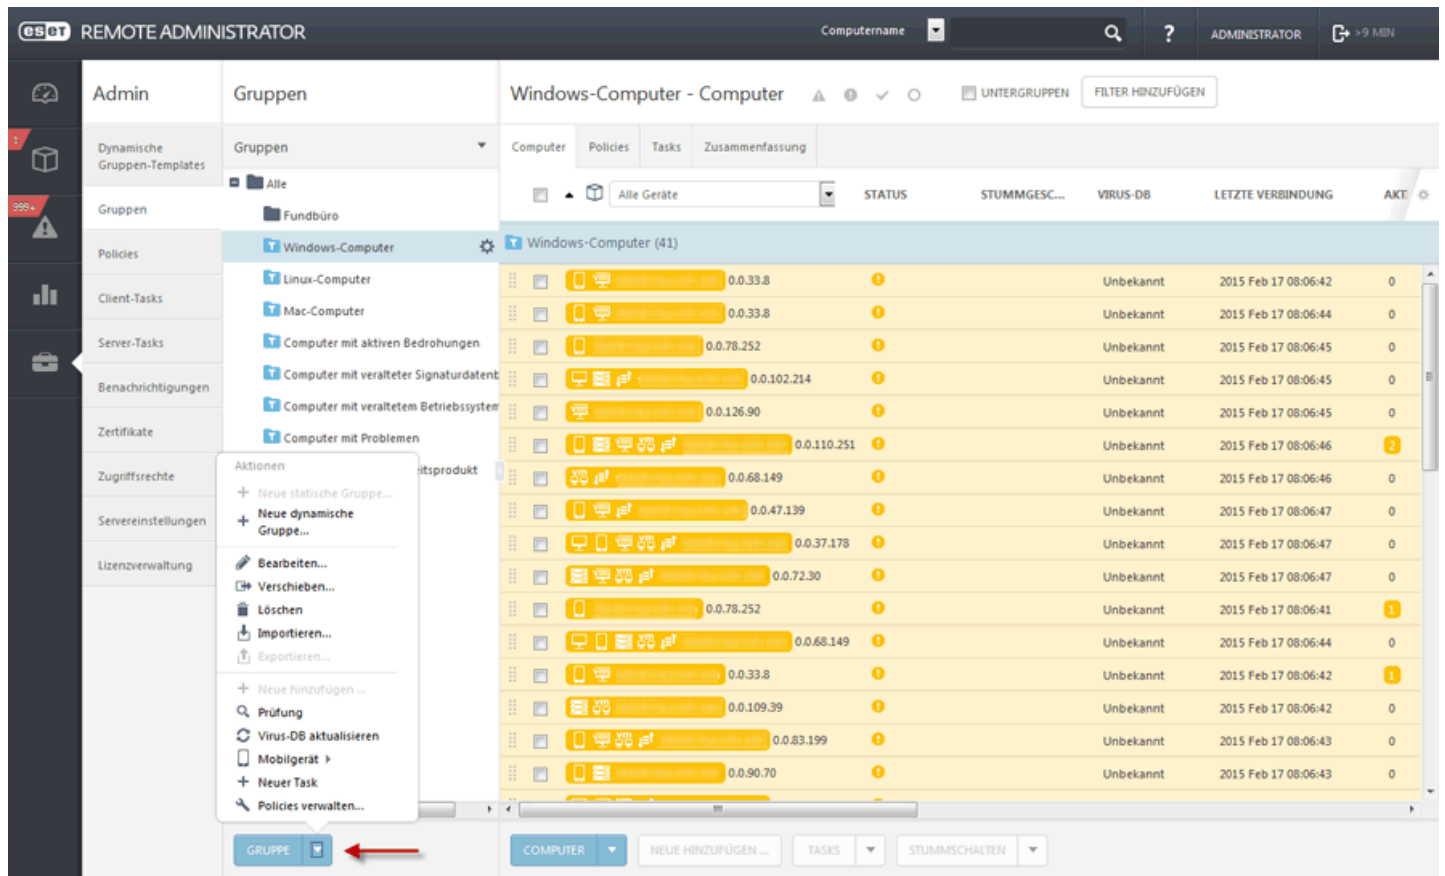 eset REMOTE ADMINISTRATOR
Computername
?
ADMINISTRATOR
>9 MIN
Admin
Dynamische
Gruppen-Templates
Gruppen
Policies
Client-Tasks
Server-Tasks
Benachrichtigungen
Zertifikate
Zugriffsrechte
Servereinstellungen
Lizenzverwaltung
1
999+
Gruppen
Gruppen
Alle
Fundbüro
Windows-Computer
Linux-Computer
Mac-Computer
Computer mit aktiven Bedrohungen
Computer mit veralteter Signaturdatenb
Computer mit veraltetem Betriebssystem
Computer mit Problemen
eitsprodukt
Aktionen
Neue statische Gruppe...
Neue dynamische
Gruppe...
Bearbeiten...
Verschieben...
Löschen
Importieren...
Exportieren...
Neue hinzufügen ...
Prüfung
Virus-DB aktualisieren
Mobilgerät
Neuer Task
Policies verwalten...
GRUPPE
Windows-Computer - Computer
UNTERGRUPPEN
FILTER HINZUFÜGEN
Computer Policies Tasks Zusammenfassung
Alle Geräte STATUS STUMMGESC... VIRUS-DB LETZTE VERBINDUNG AKT.
Windows-Computer (41)
0.0.33.8 Unbekannt 2015 Feb 17 08:06:42 0
0.0.33.8 Unbekannt 2015 Feb 17 08:06:44 0
0.0.78.252 Unbekannt 2015 Feb 17 08:06:45 0
0.0.102.214 Unbekannt 2015 Feb 17 08:06:45 0
0.0.126.90 Unbekannt 2015 Feb 17 08:06:45 0
0.0.110.251 Unbekannt 2015 Feb 17 08:06:46 2
0.0.68.149 Unbekannt 2015 Feb 17 08:06:46 0
0.0.47.139 Unbekannt 2015 Feb 17 08:06:47 0
0.0.37.178 Unbekannt 2015 Feb 17 08:06:47 0
0.0.72.30 Unbekannt 2015 Feb 17 08:06:47 0
0.0.78.252 Unbekannt 2015 Feb 17 08:06:41 1
0.0.68.149 Unbekannt 2015 Feb 17 08:06:44 0
0.0.33.8 Unbekannt 2015 Feb 17 08:06:42 1
0.0.109.39 Unbekannt 2015 Feb 17 08:06:42 0
0.0.83.199 Unbekannt 2015 Feb 17 08:06:43 0
0.0.90.70 Unbekannt 2015 Feb 17 08:06:43 0
COMPUTER
NEUE HINZUFÜGEN ...
TASKS
STUMMSCHALTEN